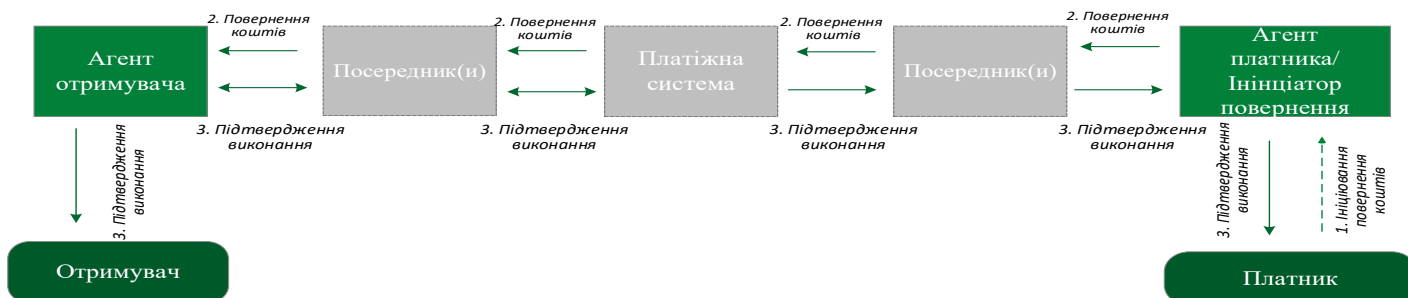 2. Повернення
коштів
2. Повернення
коштів
2. Повернення
коштів
2. Повернення
коштів
Агент
отримувача
Посередник(и)
Платіжна
система
Посередник(и)
Агент
платника/
Інінціатор
повернення
3. Підтвердження
виконання
3. Підтвердження
виконання
3. Підтвердження
виконання
3. Підтвердження
виконання
3. Підтвердження
виконання
3. Підтвердження
виконання
1. Ініціювання
повернення
коштів
Отримувач
Платник